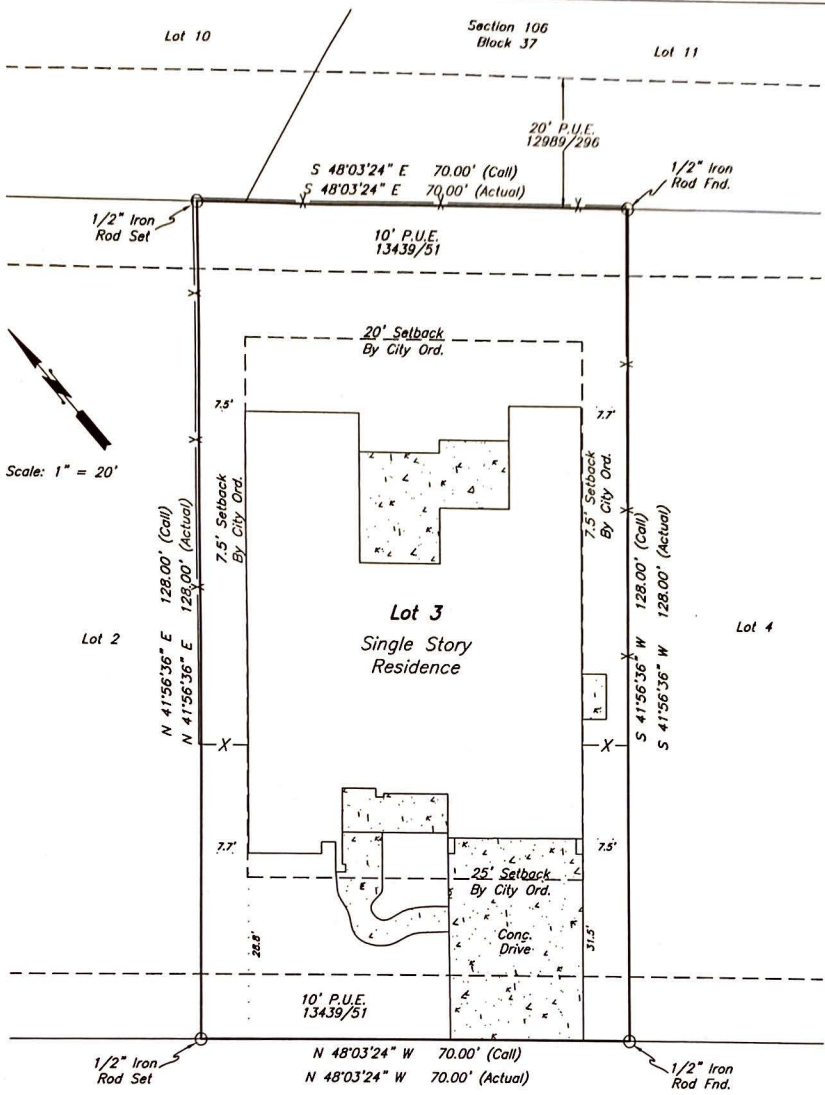 Lot 10
Section 106
Block 37
Lot 11
20' P.U.E.
12989/296
S 48°03'24" E 70.00' (Call)
S 48°03'24" E 70.00' (Actual)
1/2" Iron
Rod Fnd.
1/2" Iron
Rod Set
10' P.U.E.
13439/51
20' Setback
By City Ord.
7.5'
7.7'
Scale: 1" = 20'
7.5' Setback
By City Ord.
7.5' Setback
By City Ord.
N 41°56'36" E 128.00' (Call)
N 41°56'36" E 128.00' (Actual)
S 41°56'36" W 128.00' (Call)
S 41°56'36" W 128.00' (Actual)
Lot 2
Lot 3
Single Story
Residence
Lot 4
7.7'
7.5'
25' Setback
By City Ord.
28.8'
Conc.
Drive
31.5'
10' P.U.E.
13439/51
1/2" Iron
Rod Set
N 48°03'24" W 70.00' (Call)
N 48°03'24" W 70.00' (Actual)
1/2" Iron
Rod Fnd.